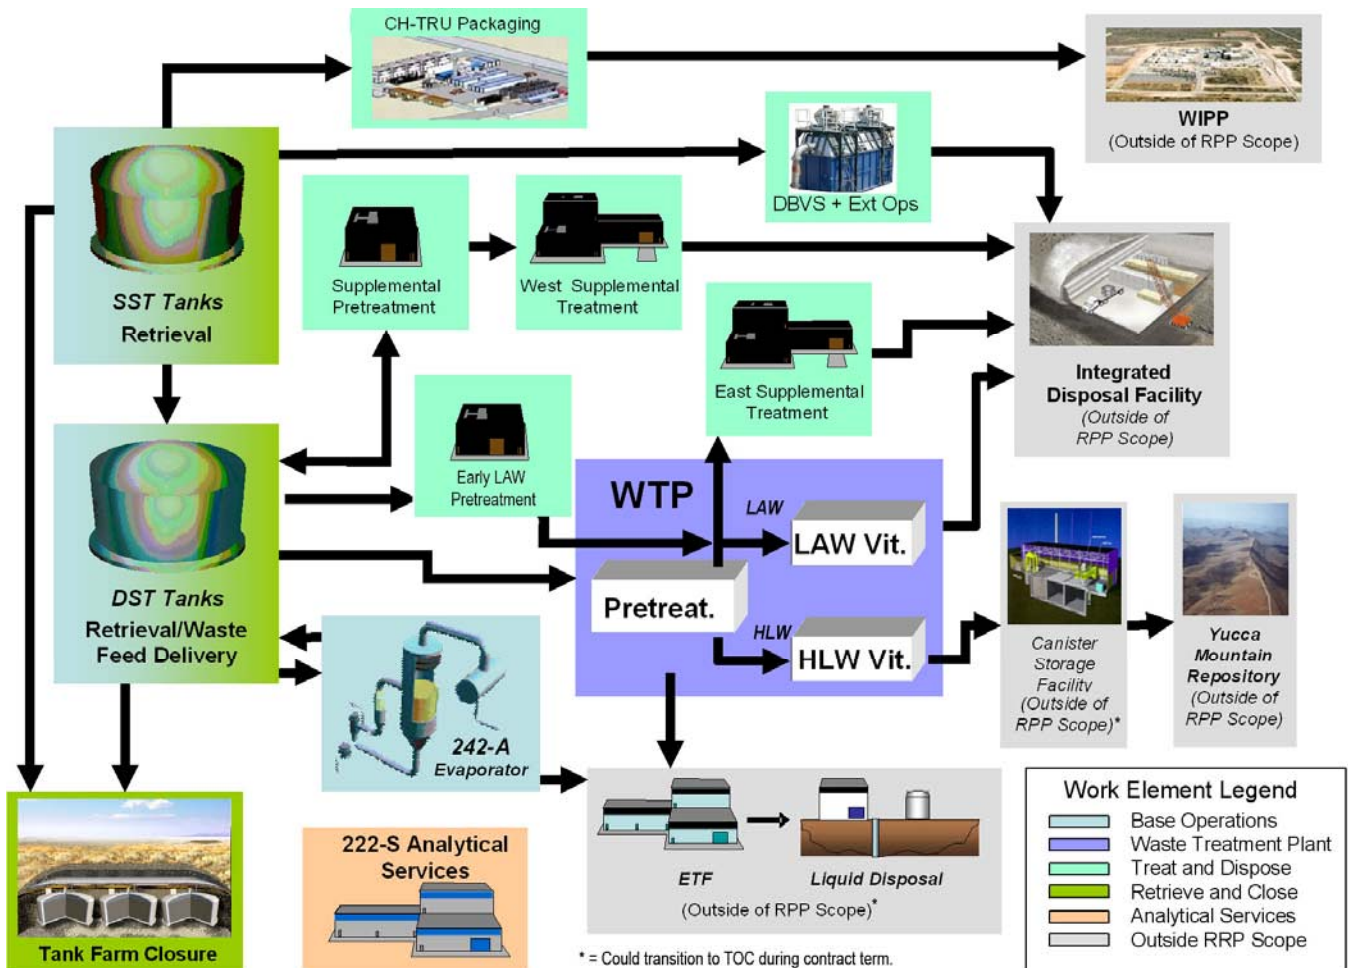 CH-TRU Packaging
WIPP
(Outside of RPP Scope)
DBVS + Ext Ops
SST Tanks
Retrieval
Supplemental
Pretreatment
West Supplemental
Treatment
East Supplemental
Treatment
Integrated
Disposal Facility
(Outside of
RPP Scope)
Early LAW
Pretreatment
WTP
LAW
LAW Vit.
Pretreat.
HLW
HLW Vit.
DST Tanks
Retrieval/Waste
Feed Delivery
Canister
Storage
Facility
(Outside of
RPP Scope)*
Yucca
Mountain
Repository
(Outside of
RPP Scope)
242-A
Evaporator
ETF
Liquid Disposal
(Outside of RPP Scope)*
222-S Analytical
Services
Tank Farm Closure
Work Element Legend
Base Operations
Waste Treatment Plant
Treat and Dispose
Retrieve and Close
Analytical Services
Outside RRP Scope
* = Could transition to TOC during contract term.